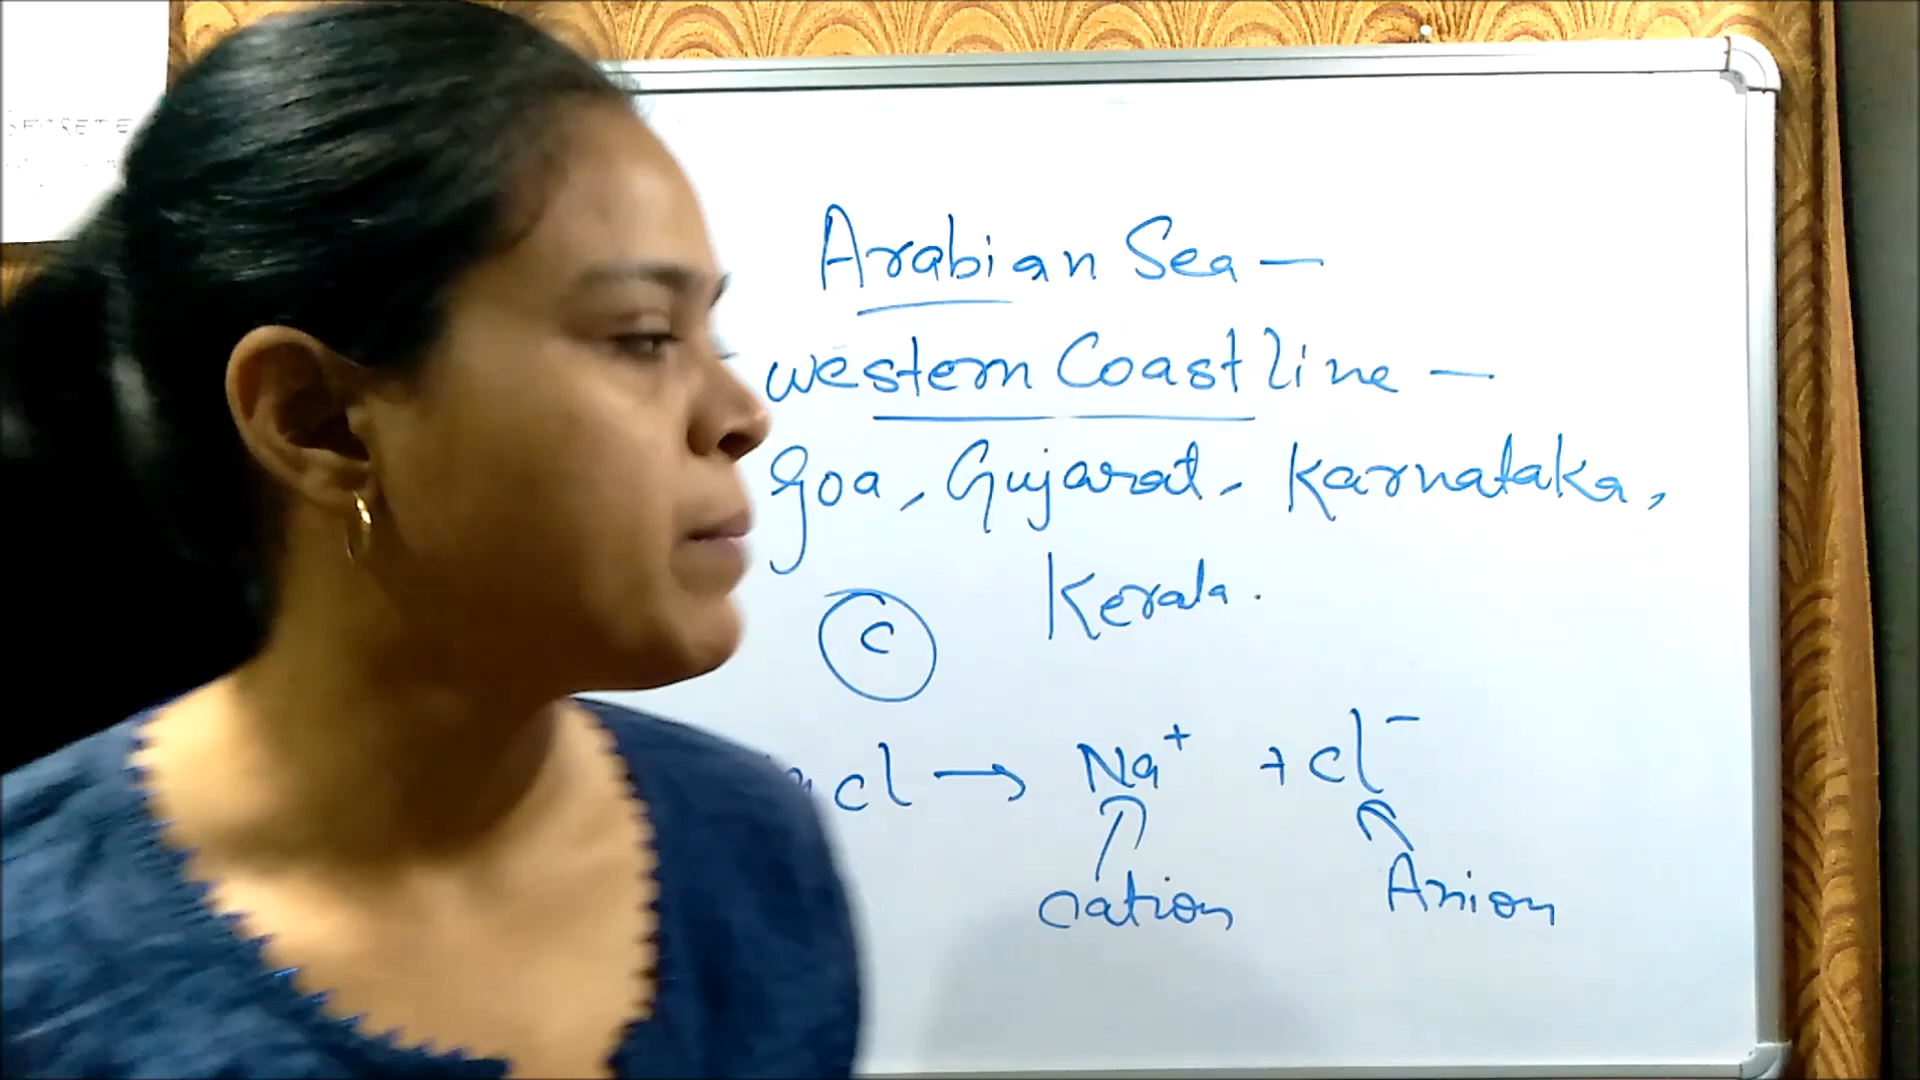 Arabian Sea —
western Coastline —
Goa, Gujarat, Karnataka,
Kerala.
C
cl → Na⁺ + cl⁻
cation Anion